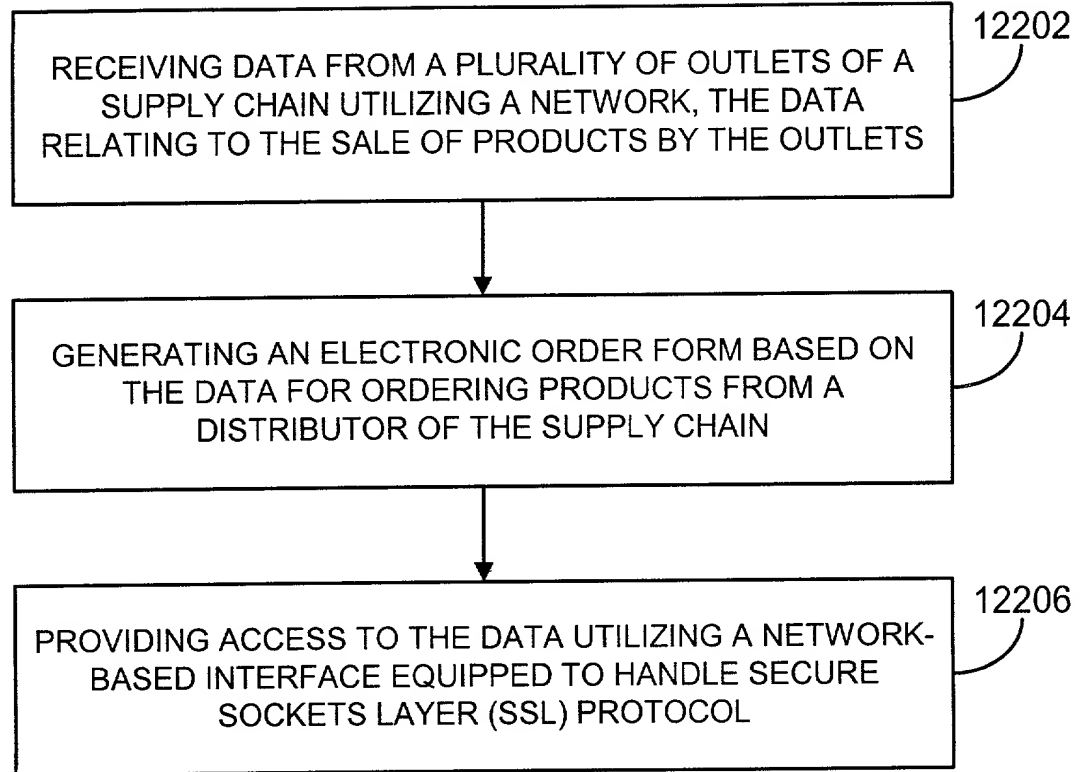 12202
RECEIVING DATA FROM A PLURALITY OF OUTLETS OF A
SUPPLY CHAIN UTILIZING A NETWORK, THE DATA
RELATING TO THE SALE OF PRODUCTS BY THE OUTLETS
12204
GENERATING AN ELECTRONIC ORDER FORM BASED ON
THE DATA FOR ORDERING PRODUCTS FROM A
DISTRIBUTOR OF THE SUPPLY CHAIN
12206
PROVIDING ACCESS TO THE DATA UTILIZING A NETWORK-
BASED INTERFACE EQUIPPED TO HANDLE SECURE
SOCKETS LAYER (SSL) PROTOCOL